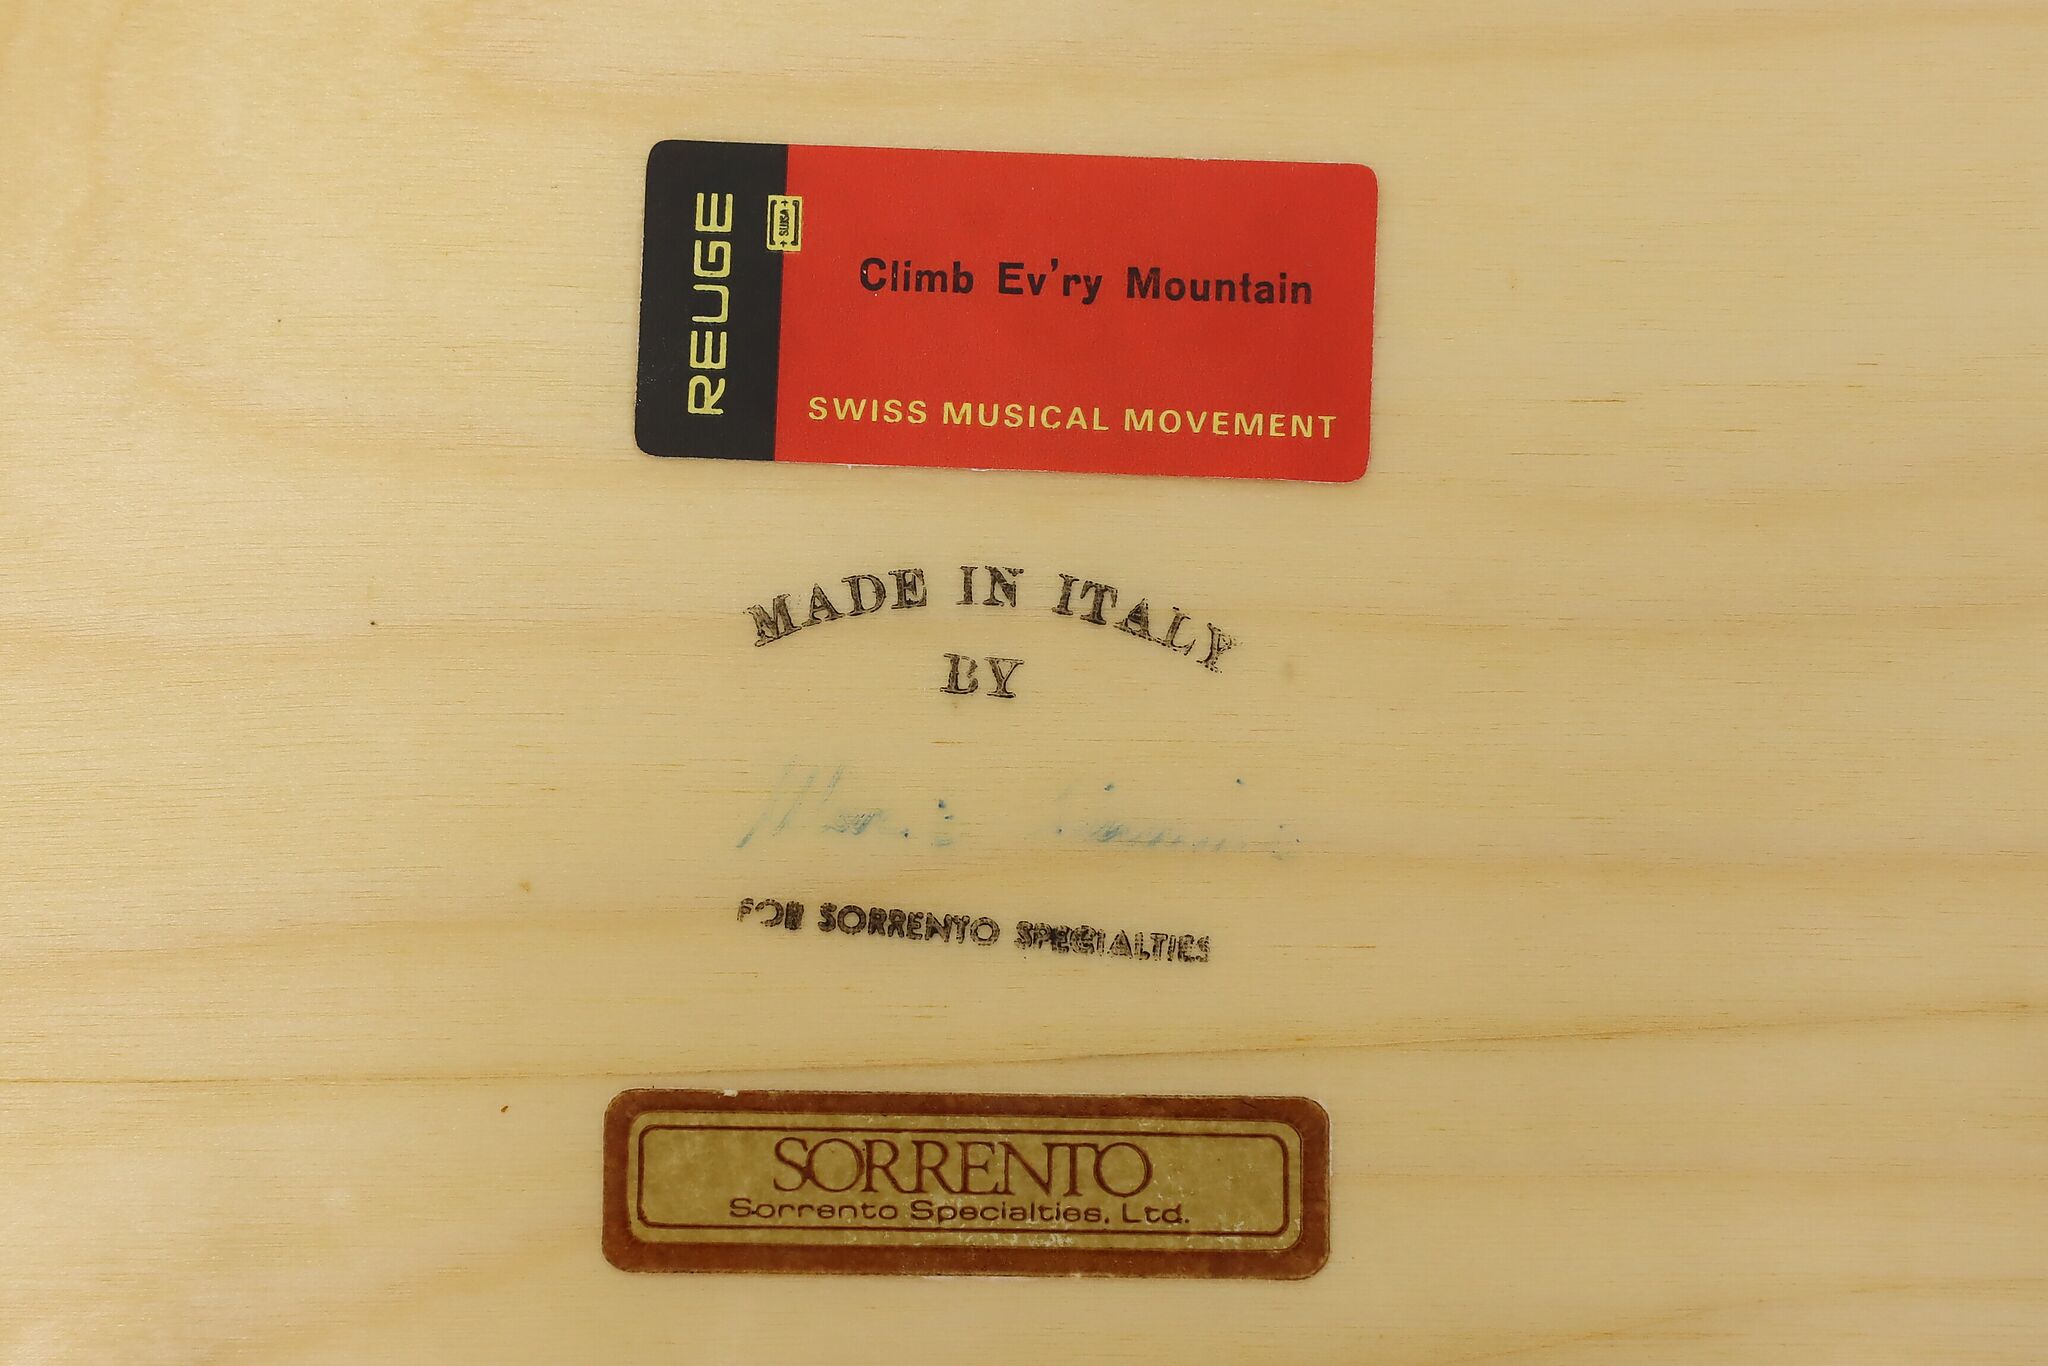 REUGE
SWISS
Climb Ev'ry Mountain
SWISS MUSICAL MOVEMENT
MADE IN ITALY
BY
FOR SORRENTO SPECIALTIES
SORRENTO
Sorrento Specialties, Ltd.